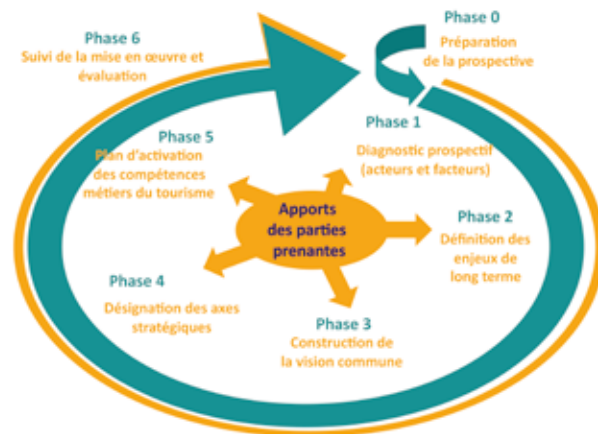 Phase 0
Préparation
de la prospective
Phase 1
Diagnostic prospectif
(acteurs et facteurs)
Phase 2
Définition des
enjeux de
long terme
Phase 3
Construction de
la vision commune
Phase 4
Désignation des axes
stratégiques
Phase 5
Plan d'activation
des compétences
métiers du tourisme
Phase 6
Suivi de la mise en œuvre et
évaluation
Apports
des parties
prenantes